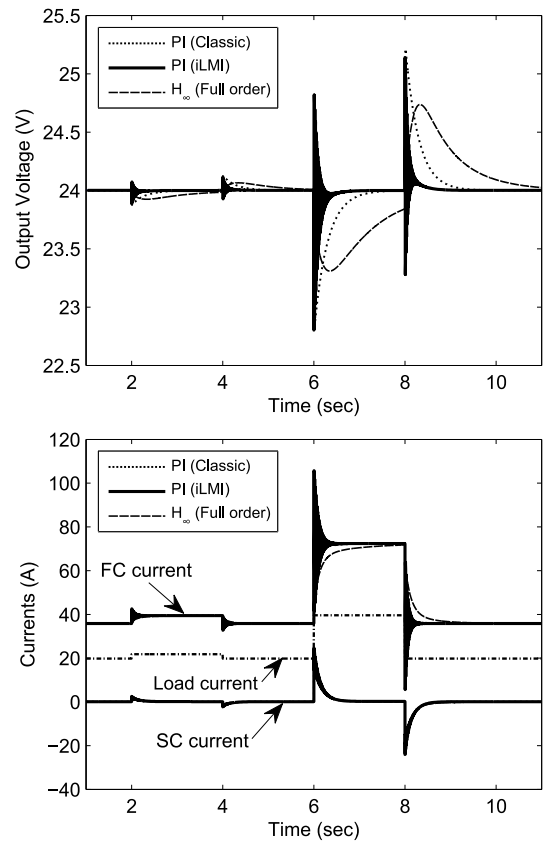 25.5
25
24.5
24
23.5
23
22.5
Output Voltage (V)
PI (Classic)
PI (iLMI)
H∞ (Full order)
2
4
6
8
10
Time (sec)
120
100
80
60
40
20
0
−20
−40
Currents (A)
PI (Classic)
PI (iLMI)
H∞ (Full order)
FC current
Load current
SC current
2
4
6
8
10
Time (sec)